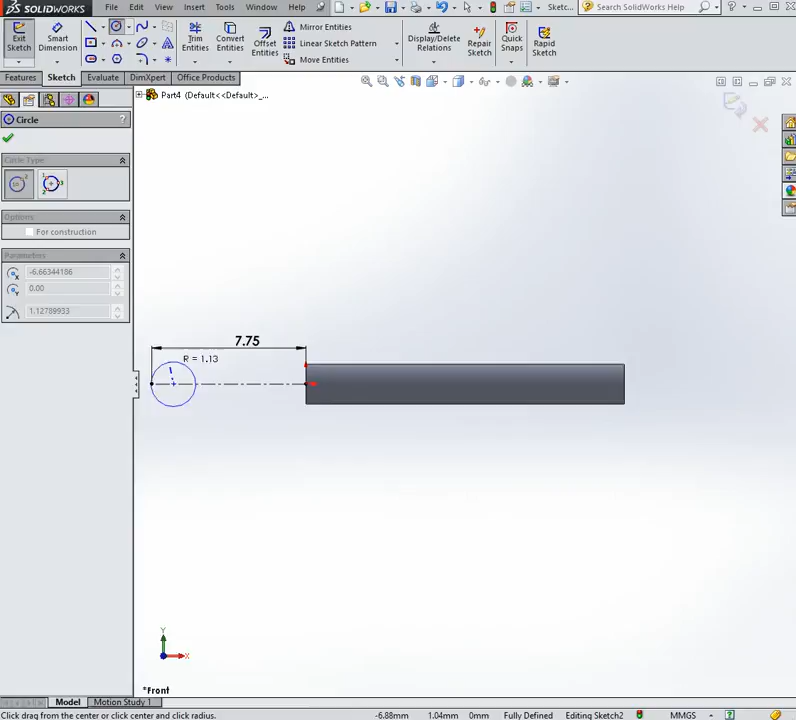 SOLIDWORKS File Edit View Insert Tools Window Help Sketc... Search SolidWorks Help
Exit Sketch
Smart Dimension
Trim Entities
Convert Entities
Offset Entities
Mirror Entities
Linear Sketch Pattern
Move Entities
Display/Delete Relations
Repair Sketch
Quick Snaps
Rapid Sketch
Features Sketch Evaluate DimXpert Office Products
Part4 (Default<<Default>_...
Circle ?
Circle Type
Options
For construction
Parameters
-6.66344186
0.00
1.12789933
7.75
R = 1.13
Y
X
*Front
Model Motion Study 1
Click drag from the center or click center and click radius. -6.88mm 1.04mm 0mm Fully Defined Editing Sketch2 MMGS